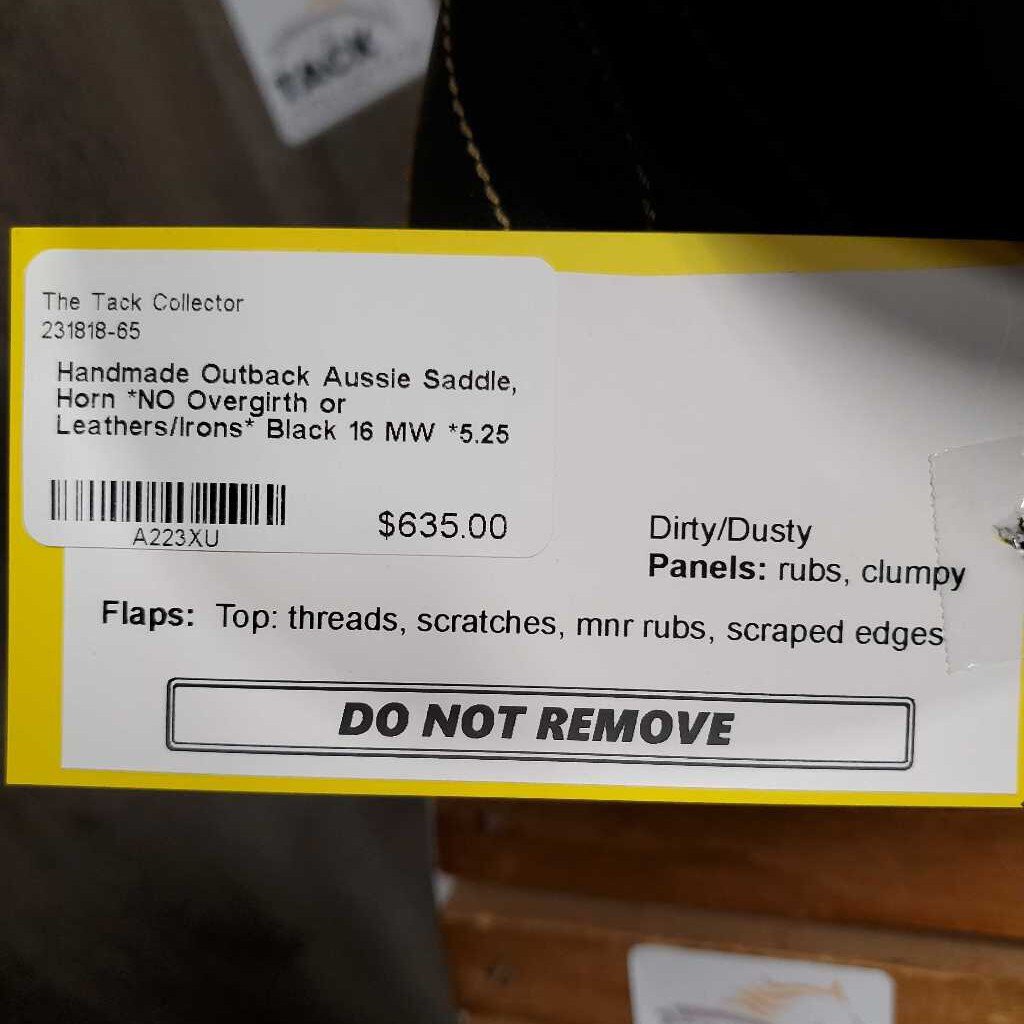 TACK
The Tack Collector
231818-65
Handmade Outback Aussie Saddle,
Horn *NO Overgirth or
Leathers/Irons* Black 16 MW *5.25
A223XU
$635.00
Dirty/Dusty
Panels: rubs, clumpy
Flaps: Top: threads, scratches, mnr rubs, scraped edges
DO NOT REMOVE